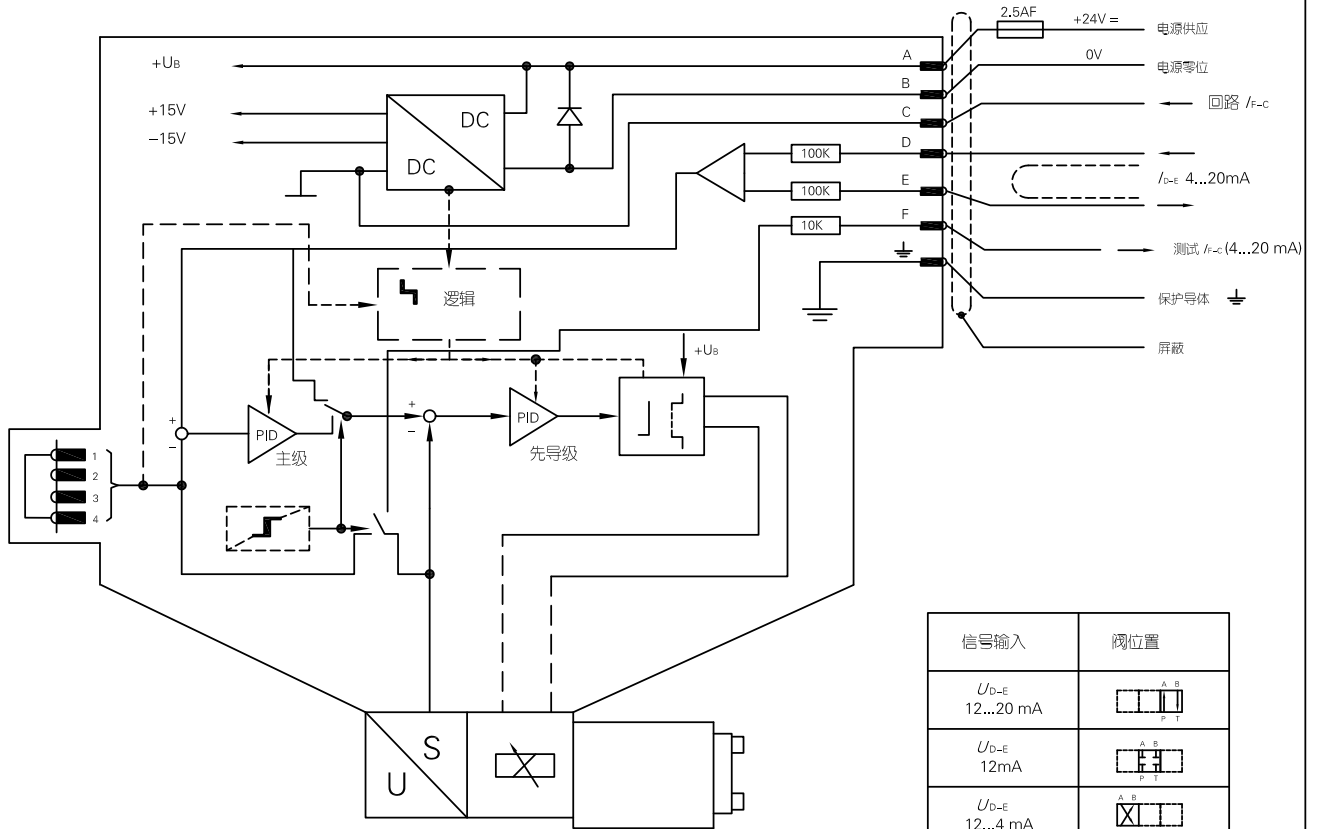 2.5AF
+24V =
电源供应
+UB
A
0V
电源零位
B
回路 IF-C
+15V
C
DC
-15V
D
100K
DC
E
100K
ID-E 4...20mA
F
10K
测试 IF-C (4...20 mA)
逻辑
保护导体
+UB
屏蔽
+
-
PID
主级
+
-
PID
先导级
1
2
3
4
信号输入
阀位置
UD-E
12...20 mA
A B
P T
UD-E
12mA
A B
P T
UD-E
12...4 mA
A B
S
U